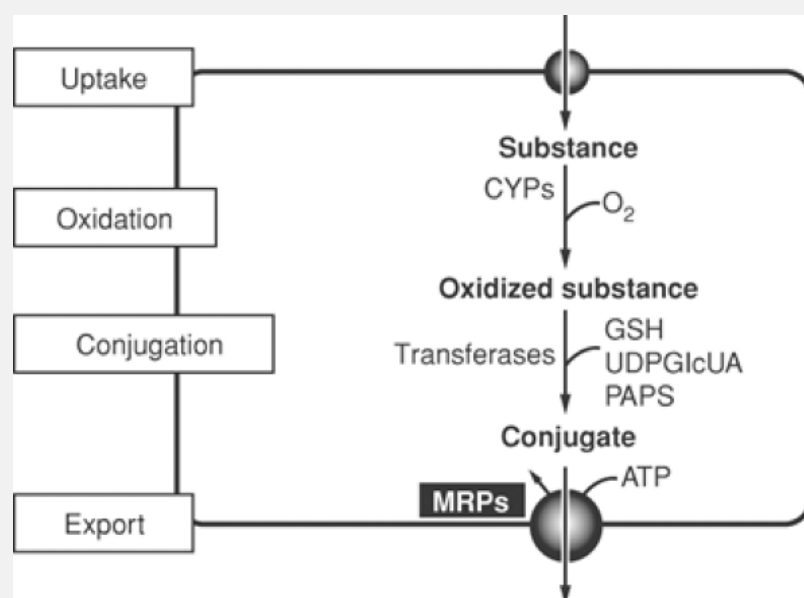 Uptake
Substance
CYPs
O2
Oxidation
Oxidized substance
Conjugation
Transferases
GSH
UDPGlcUA
PAPS
Conjugate
ATP
MRPs
Export